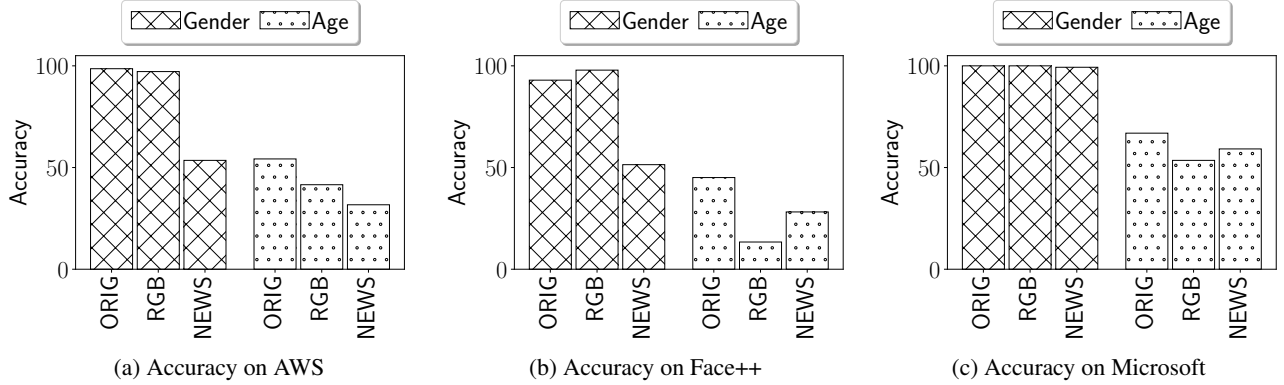 Gender Age
100
50
0
Accuracy
ORIG
RGB
NEWS
ORIG
RGB
NEWS
(a) Accuracy on AWS
Gender Age
100
50
0
Accuracy
ORIG
RGB
NEWS
ORIG
RGB
NEWS
(b) Accuracy on Face++
Gender Age
100
50
0
Accuracy
ORIG
RGB
NEWS
ORIG
RGB
NEWS
(c) Accuracy on Microsoft